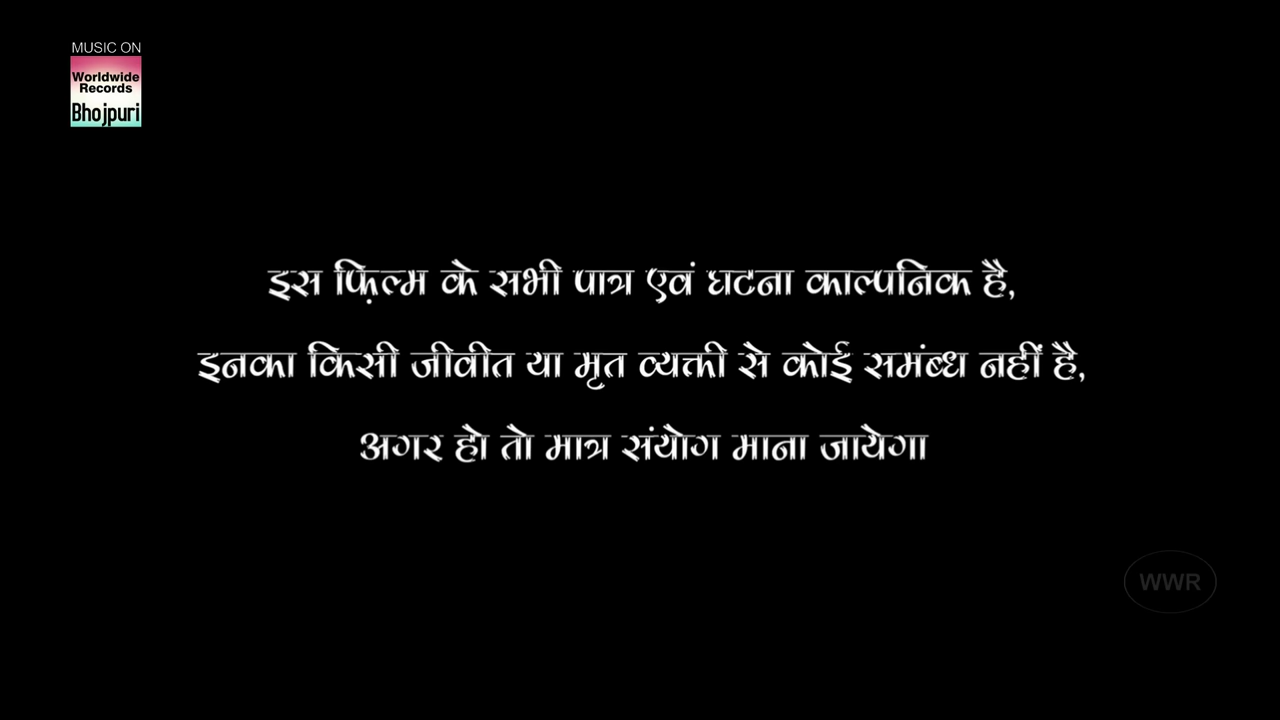 MUSIC ON
Worldwide
Records
Bhojpuri
इस फ़िल्म के सभी पात्र एवं घटना काल्पनिक है,
इनका किसी जीवीत या मृत व्यक्ती से कोई समंब्ध नहीं है,
अगर हो तो मात्र संयोग माना जायेगा
WWR